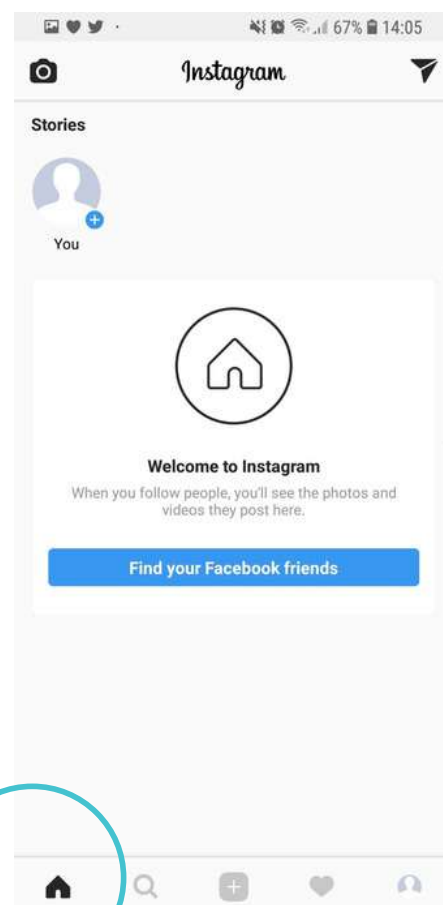 67% 14:05
Instagram
Stories
You
Welcome to Instagram
When you follow people, you'll see the photos and
videos they post here.
Find your Facebook friends